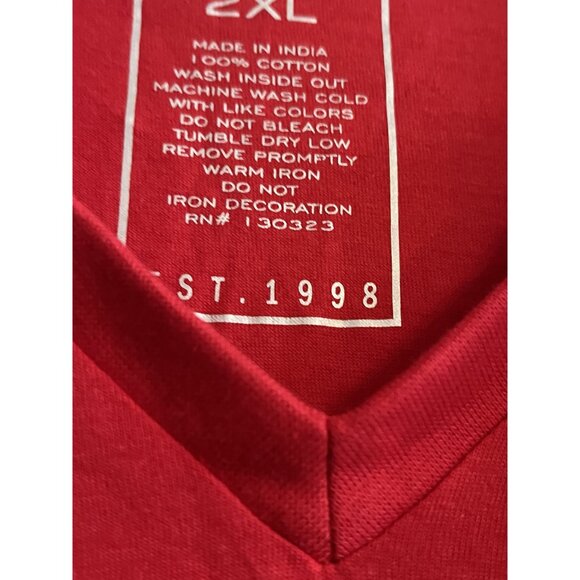 2XL
MADE IN INDIA
100% COTTON
WASH INSIDE OUT
MACHINE WASH COLD
WITH LIKE COLORS
DO NOT BLEACH
TUMBLE DRY LOW
REMOVE PROMPTLY
WARM IRON
DO NOT
IRON DECORATION
RN# 130323
EST.1998